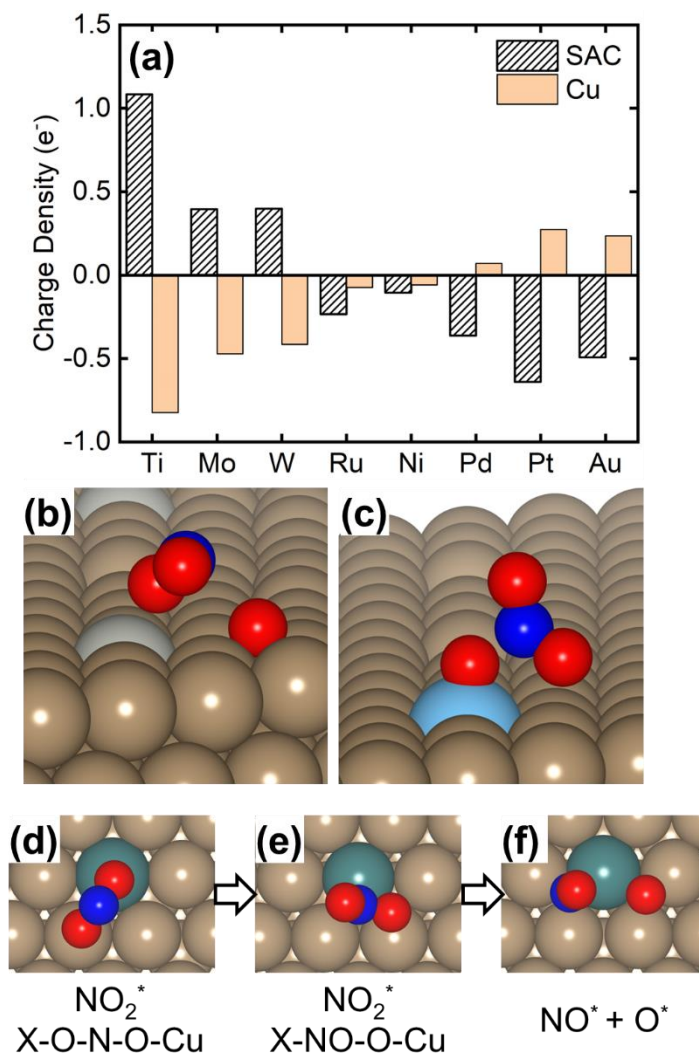 (a)
SAC
Cu
1.5
1.0
0.5
0.0
-0.5
-1.0
Charge Density (e⁻)
Ti Mo W Ru Ni Pd Pt Au
(b)
(c)
(d)
(e)
(f)
NO₂*
X-O-N-O-Cu
NO₂*
X-NO-O-Cu
NO* + O*